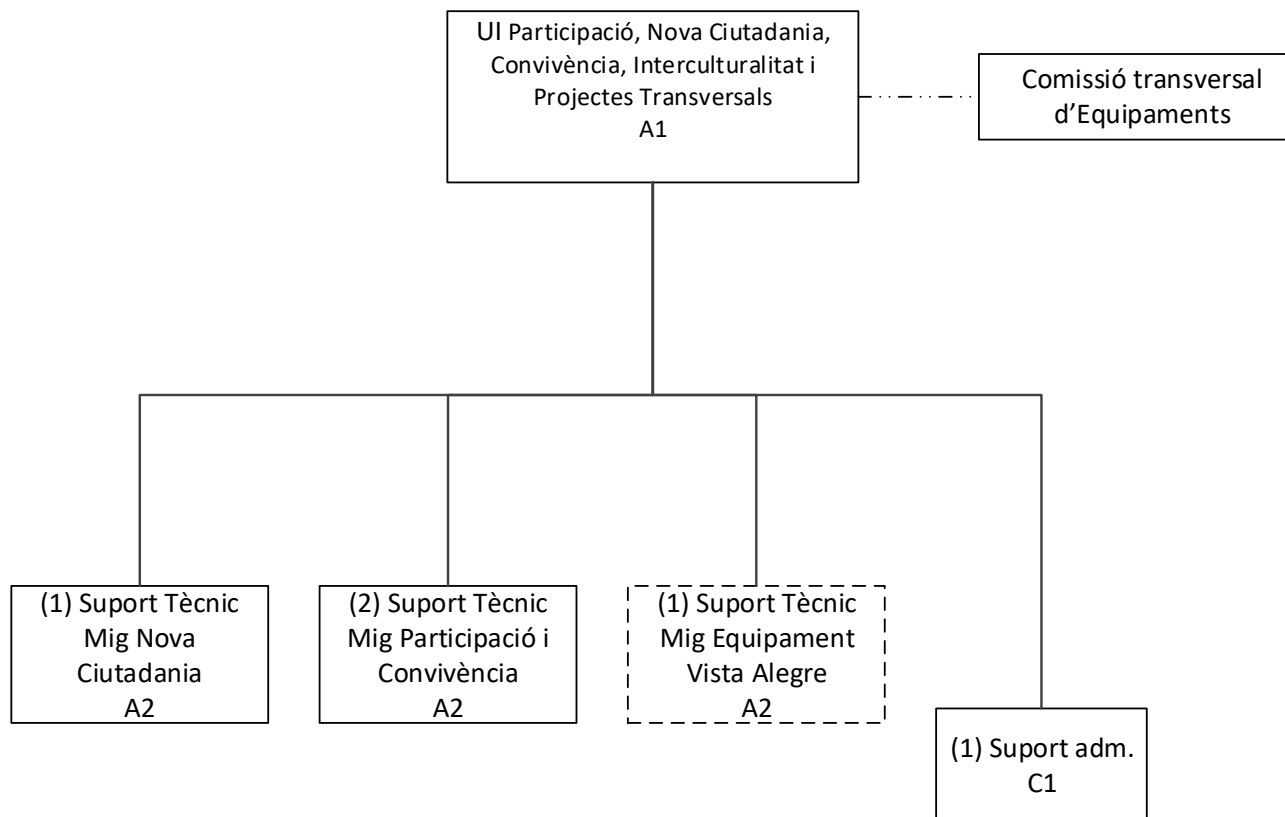 UI Participació, Nova Ciutadania,
Convivència, Interculturalitat i
Projectes Transversals
A1
Comissió transversal
d’Equipaments
(1) Suport Tècnic
Mig Nova
Ciutadania
A2
(2) Suport Tècnic
Mig Participació i
Convivència
A2
(1) Suport Tècnic
Mig Equipament
Vista Alegre
A2
(1) Suport adm.
C1